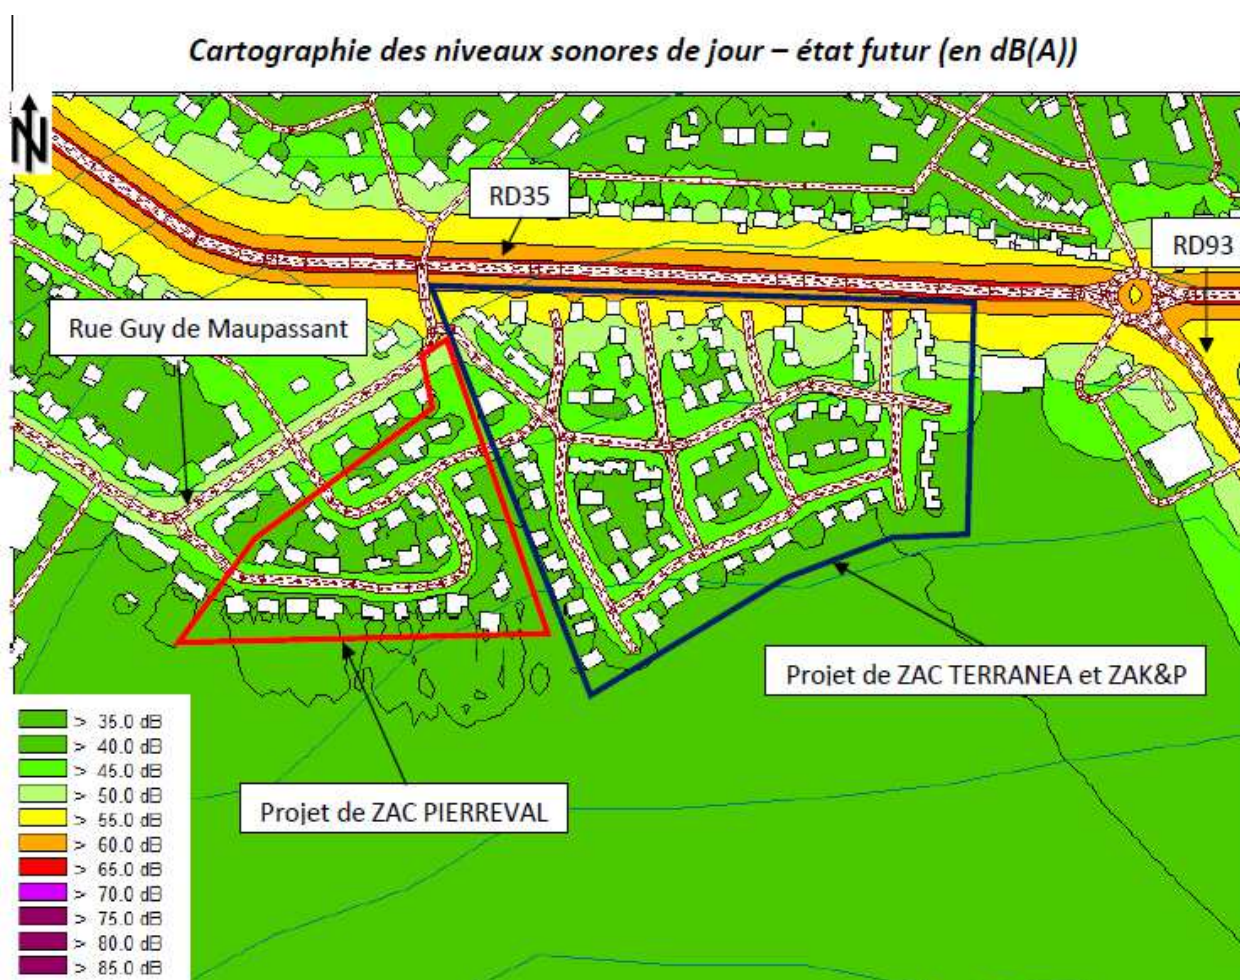 Cartographie des niveaux sonores de jour – état futur (en dB(A))
N
RD35
RD93
Rue Guy de Maupassant
Projet de ZAC TERRANEA et ZAK&P
Projet de ZAC PIERREVAL
> 35.0 dB
> 40.0 dB
> 45.0 dB
> 50.0 dB
> 55.0 dB
> 60.0 dB
> 65.0 dB
> 70.0 dB
> 75.0 dB
> 80.0 dB
> 85.0 dB